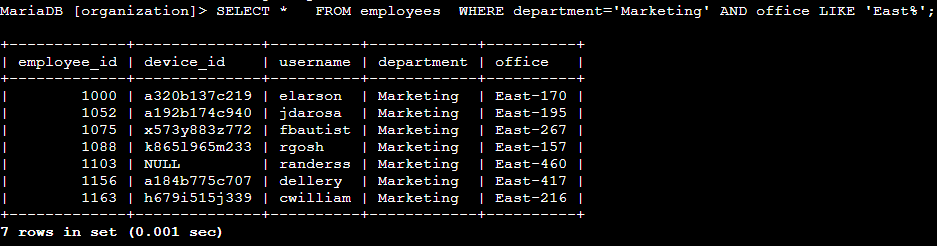 MariaDB [organization]> SELECT *   FROM employees  WHERE department='Marketing' AND office LIKE 'East%';
+-------------+--------------+----------+------------+----------+
| employee_id | device_id    | username | department | office   |
+-------------+--------------+----------+------------+----------+
|        1000 | a320b137c219 | elarson  | Marketing  | East-170 |
|        1052 | a192b174c940 | jdarosa  | Marketing  | East-195 |
|        1075 | x573y883z772 | fbautist | Marketing  | East-267 |
|        1088 | k8651965m233 | rgosh    | Marketing  | East-157 |
|        1103 | NULL         | randerss | Marketing  | East-460 |
|        1156 | a184b775c707 | dellery  | Marketing  | East-417 |
|        1163 | h679i515j339 | cwilliam | Marketing  | East-216 |
+-------------+--------------+----------+------------+----------+
7 rows in set (0.001 sec)